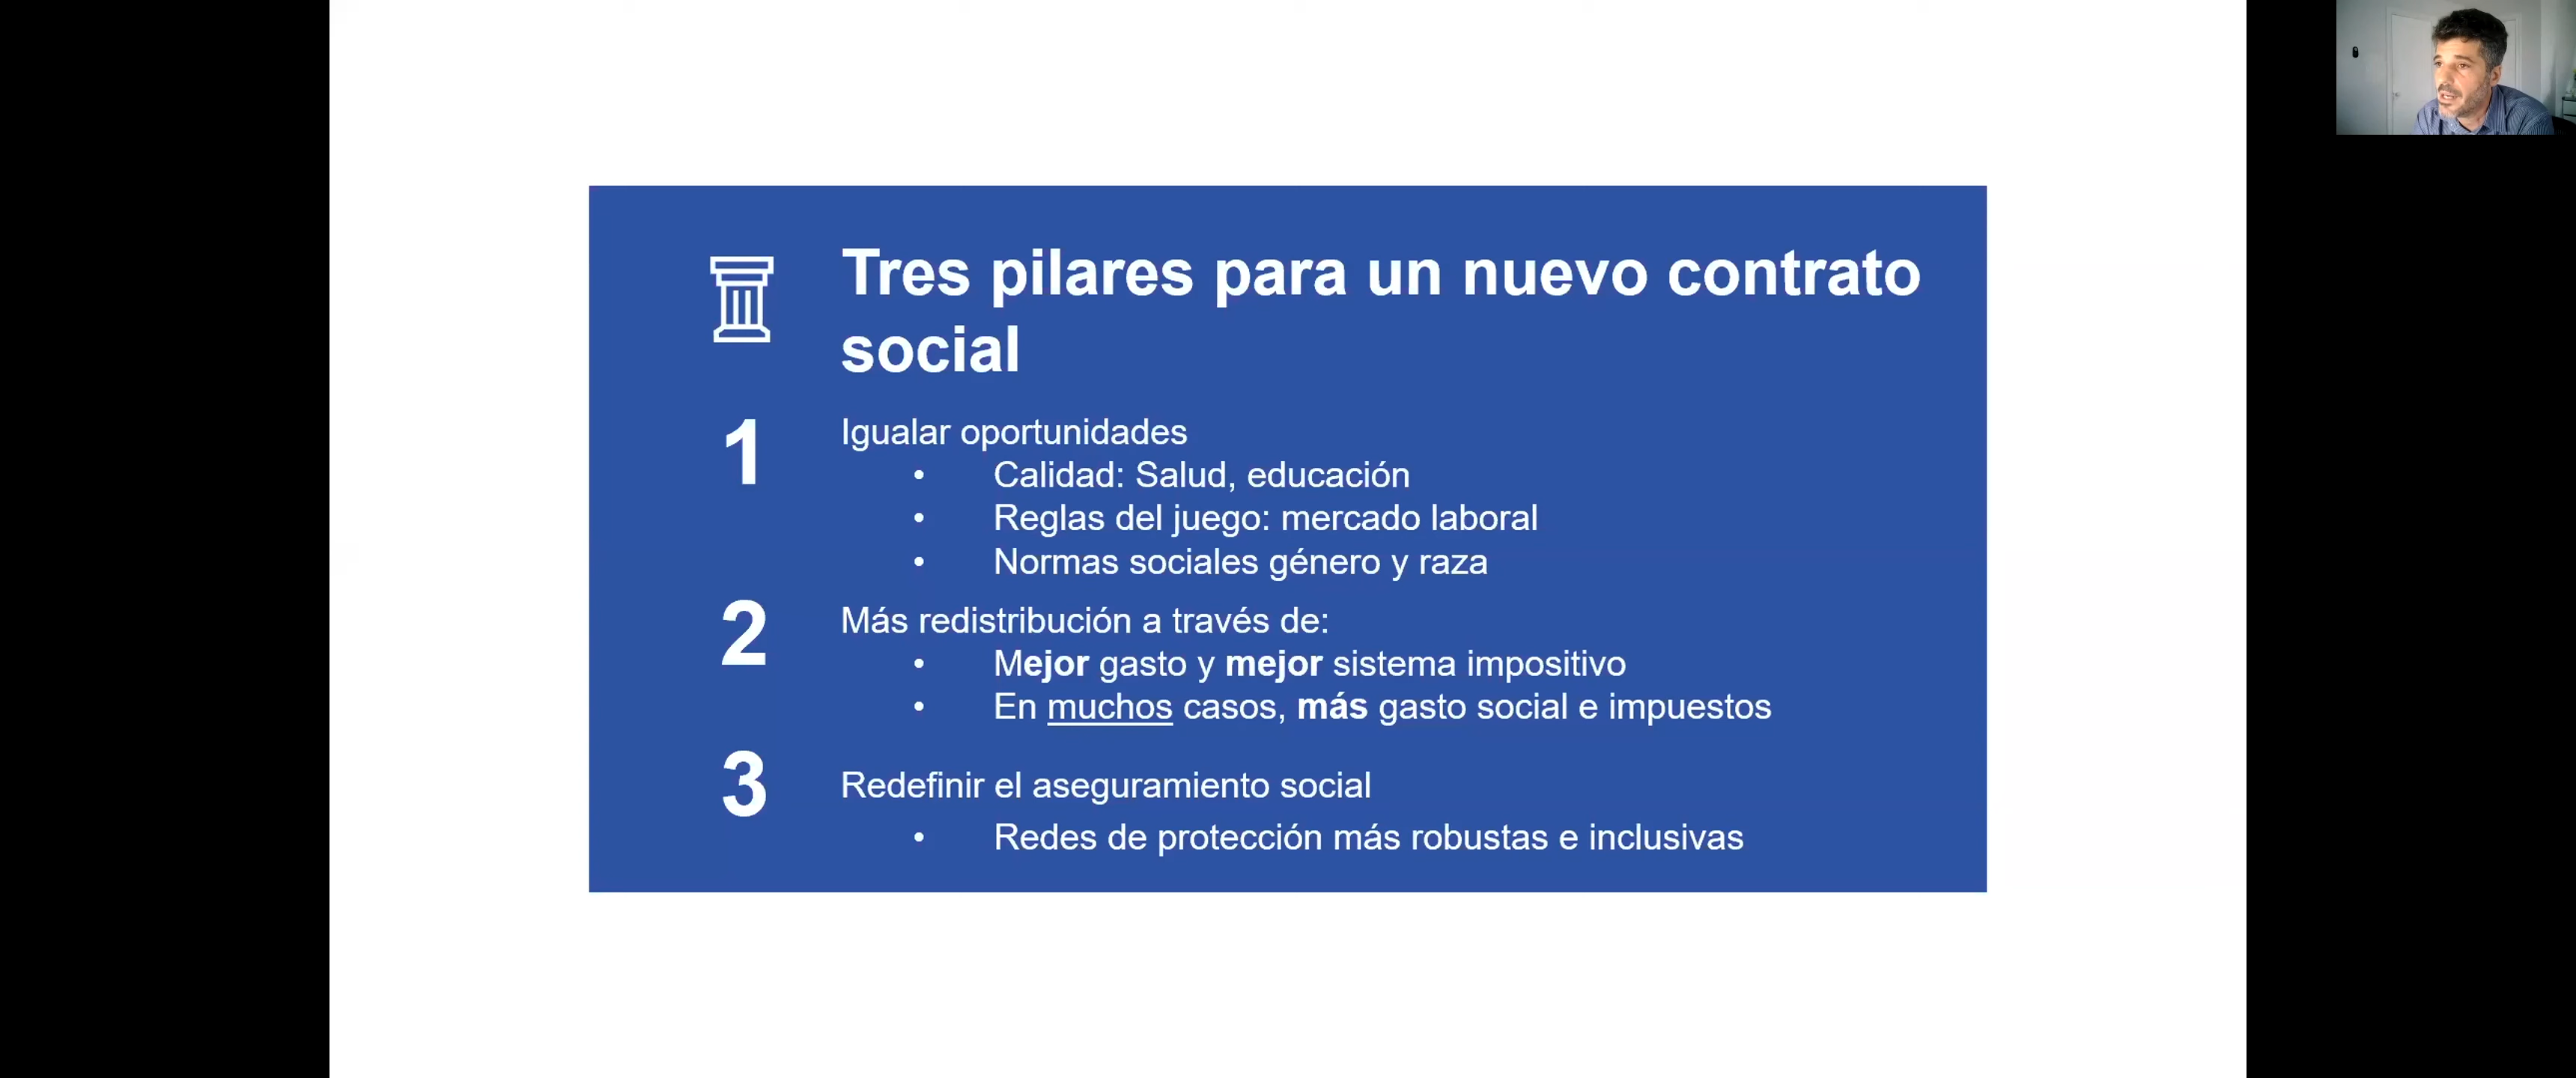 Tres pilares para un nuevo contrato
social
1
Igualar oportunidades
• Calidad: Salud, educación
• Reglas del juego: mercado laboral
• Normas sociales género y raza
2
Más redistribución a través de:
• Mejor gasto y mejor sistema impositivo
• En muchos casos, más gasto social e impuestos
3
Redefinir el aseguramiento social
• Redes de protección más robustas e inclusivas